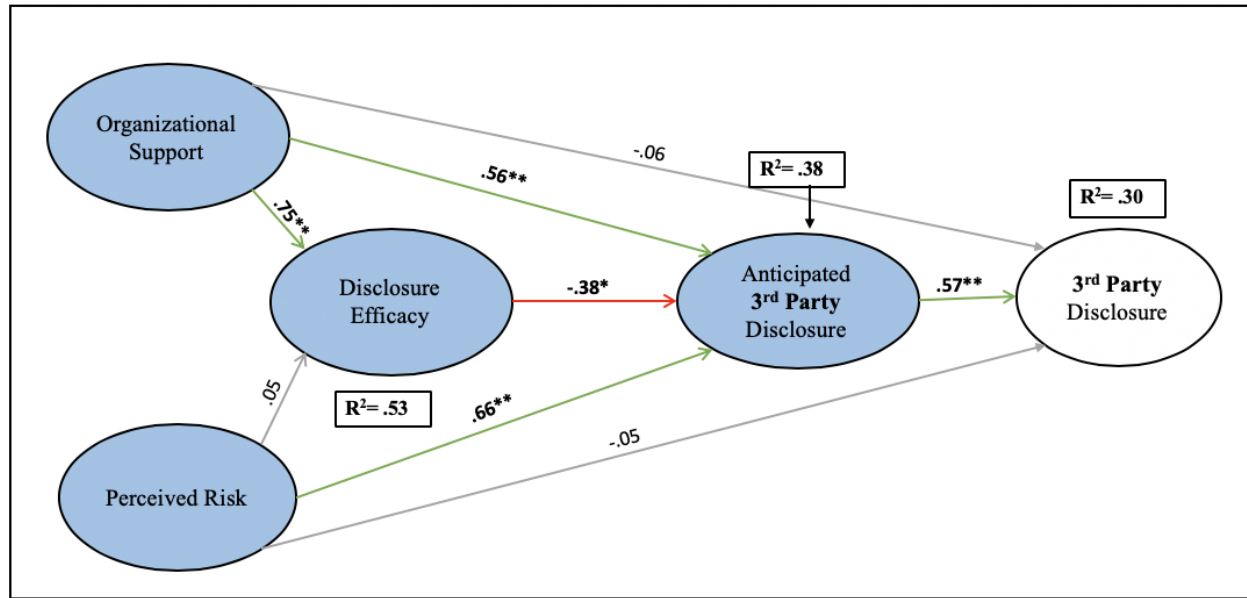 Organizational
Support
-.06
.56**
R²= .38
R²= .30
.75**
Disclosure
Efficacy
-.38*
Anticipated
3rd Party
Disclosure
.57**
3rd Party
Disclosure
.05
R²= .53
.66**
-.05
Perceived Risk